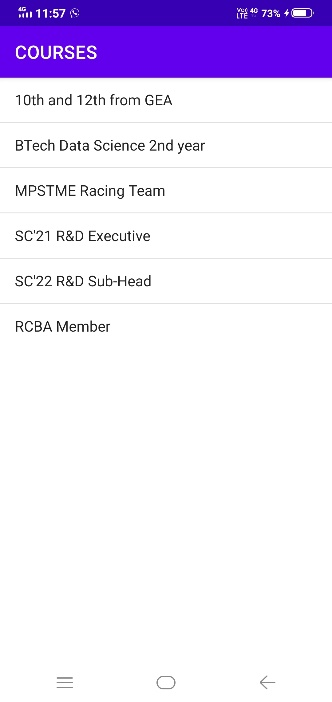 4G 11:57 Vo) 4G LTE 73%
COURSES
10th and 12th from GEA
BTech Data Science 2nd year
MPSTME Racing Team
SC'21 R&D Executive
SC'22 R&D Sub-Head
RCBA Member